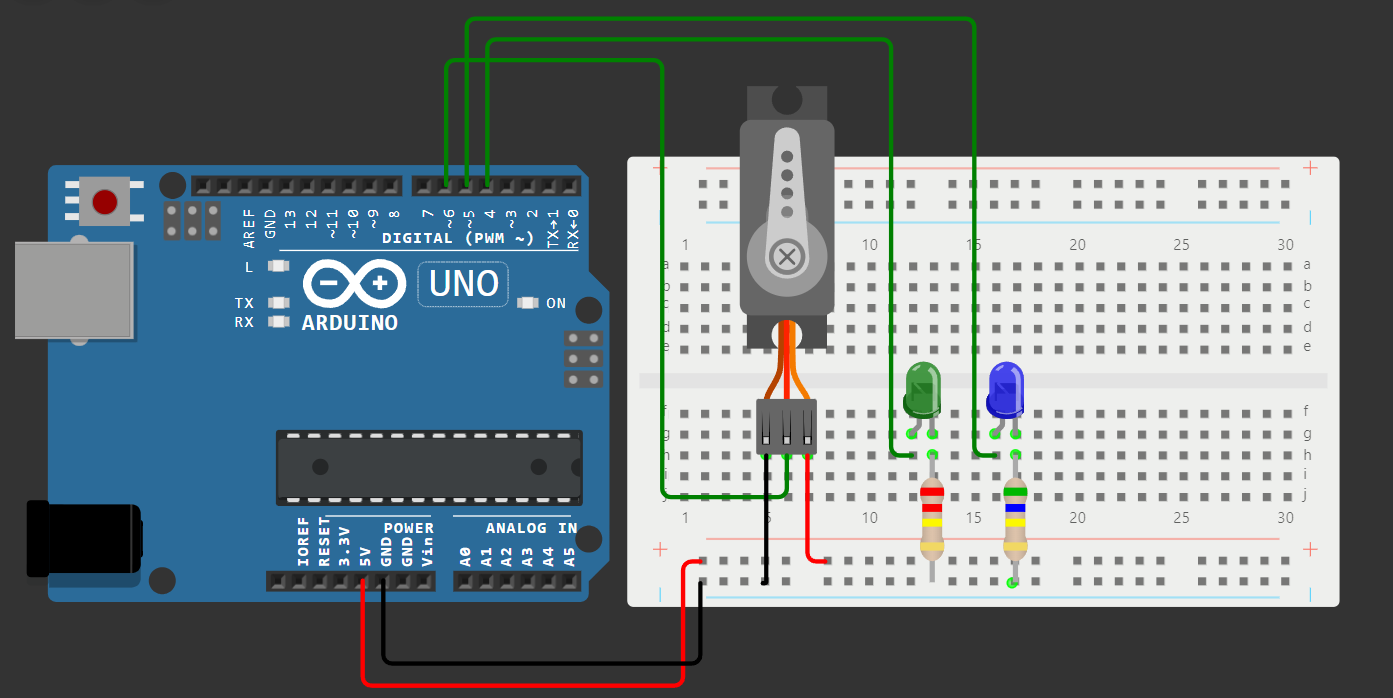 AREF GND 13 12 ~11 ~10 ~9 8 7 ~6 ~5 4 ~3 2 TX→1 RX←0
DIGITAL (PWM ~)
L
TX
RX
UNO
ARDUINO
ON
POWER
ANALOG IN
IOREF RESET 3.3V 5V GND GND Vin A0 A1 A2 A3 A4 A5
1 10 15 20 25 30
a a
b b
c c
d d
e e
f f
g g
h h
i i
j j
1 5 10 15 20 25 30